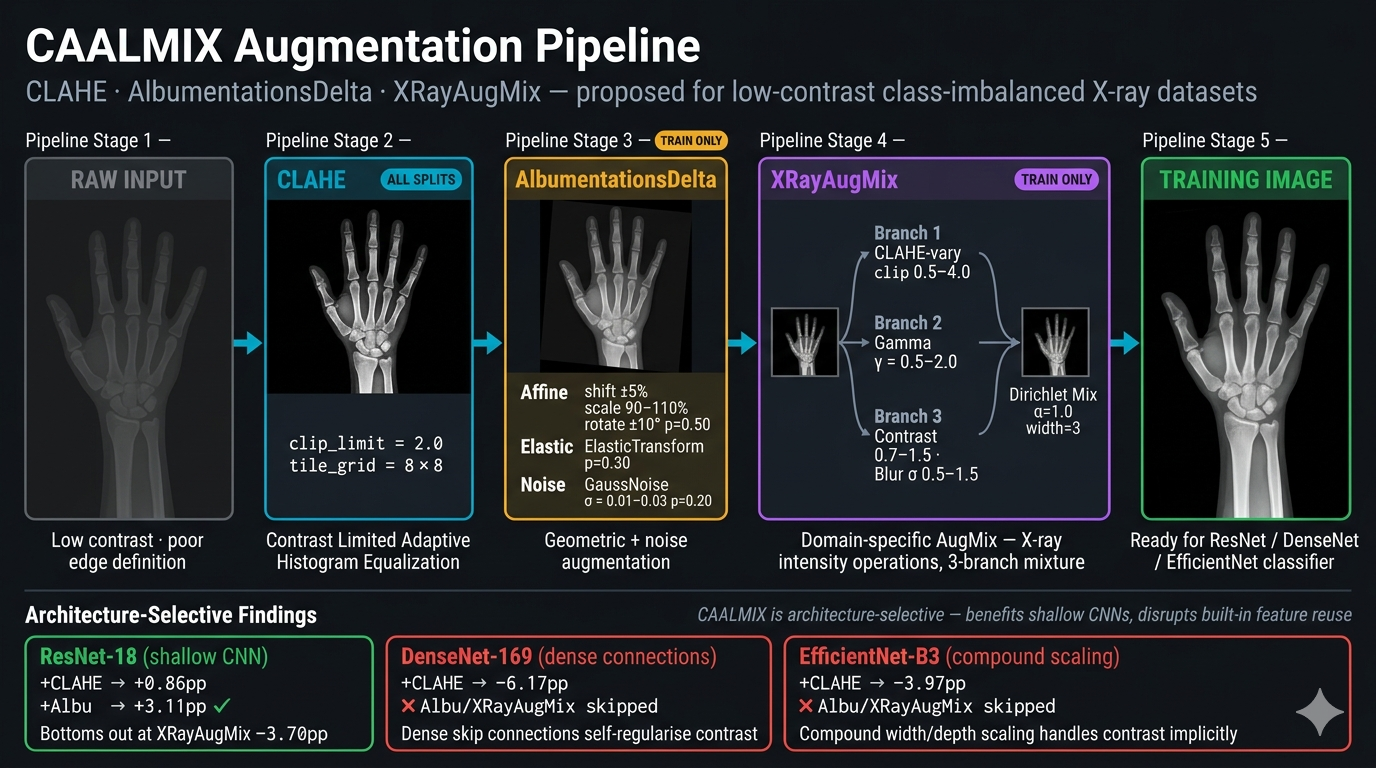 CAALMIX Augmentation Pipeline
CLAHE · AlbumentationsDelta · XRayAugMix — proposed for low-contrast class-imbalanced X-ray datasets
Pipeline Stage 1 —
RAW INPUT
Low contrast · poor
edge definition
Pipeline Stage 2 —
CLAHE
ALL SPLITS
clip_limit = 2.0
tile_grid = 8×8
Contrast Limited Adaptive
Histogram Equalization
Pipeline Stage 3 —
TRAIN ONLY
AlbumentationsDelta
Affine shift ±5%
scale 90–110%
rotate ±10° p=0.50
Elastic ElasticTransform
p=0.30
Noise GaussNoise
σ = 0.01–0.03 p=0.20
Geometric + noise
augmentation
Pipeline Stage 4 —
XRayAugMix
TRAIN ONLY
Branch 1
CLAHE-vary
clip 0.5–4.0
Branch 2
Gamma
γ = 0.5–2.0
Branch 3
Contrast
0.7–1.5 ·
Blur σ 0.5–1.5
Dirichlet Mix
α=1.0
width=3
Domain-specific AugMix — X-ray
intensity operations, 3-branch mixture
Pipeline Stage 5 —
TRAINING IMAGE
Ready for ResNet / DenseNet
/ EfficientNet classifier
Architecture-Selective Findings
CAALMIX is architecture-selective — benefits shallow CNNs, disrupts built-in feature reuse
ResNet-18 (shallow CNN)
+CLAHE → +0.86pp
+Albu → +3.11pp ✓
Bottoms out at XRayAugMix −3.70pp
DenseNet-169 (dense connections)
+CLAHE → −6.17pp
✕ Albu/XRayAugMix skipped
Dense skip connections self-regularise contrast
EfficientNet-B3 (compound scaling)
+CLAHE → −3.97pp
✕ Albu/XRayAugMix skipped
Compound width/depth scaling handles contrast implicitly